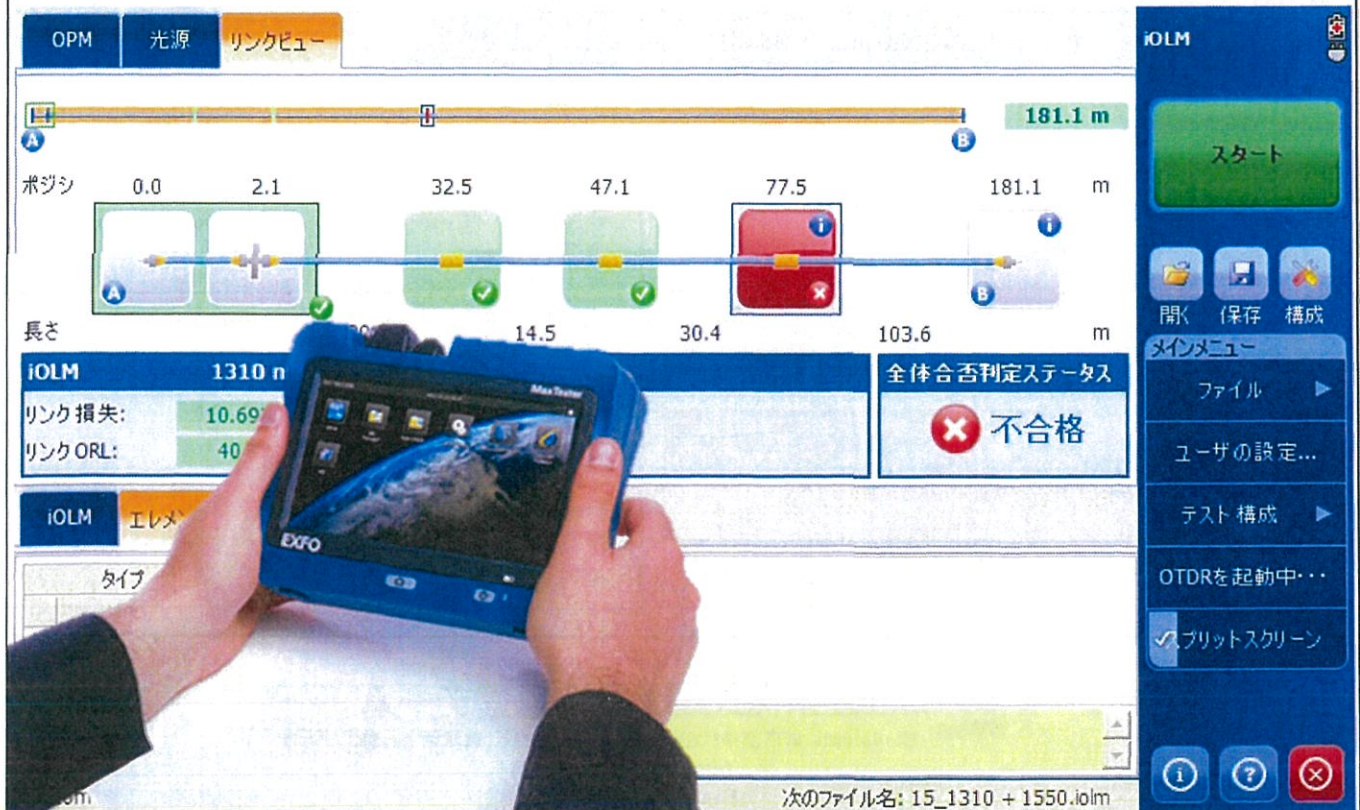 OPM 光源 リンクビュー
181.1 m
A B
ポジシ 0.0 2.1 32.5 47.1 77.5 181.1 m
A B
長さ 14.5 30.4 103.6 m
iOLM 1310 n
リンク損失: 10.69
リンク ORL: 40
全体合否判定ステータス
不合格
iOLM エレメ
タイプ
MaxTester
EXFO
次のファイル名: 15_1310 + 1550.iolm
iOLM
スタート
開く 保存 構成
メインメニュー
ファイル
ユーザの設定...
テスト構成
OTDRを起動中・・・
スプリットスクリーン